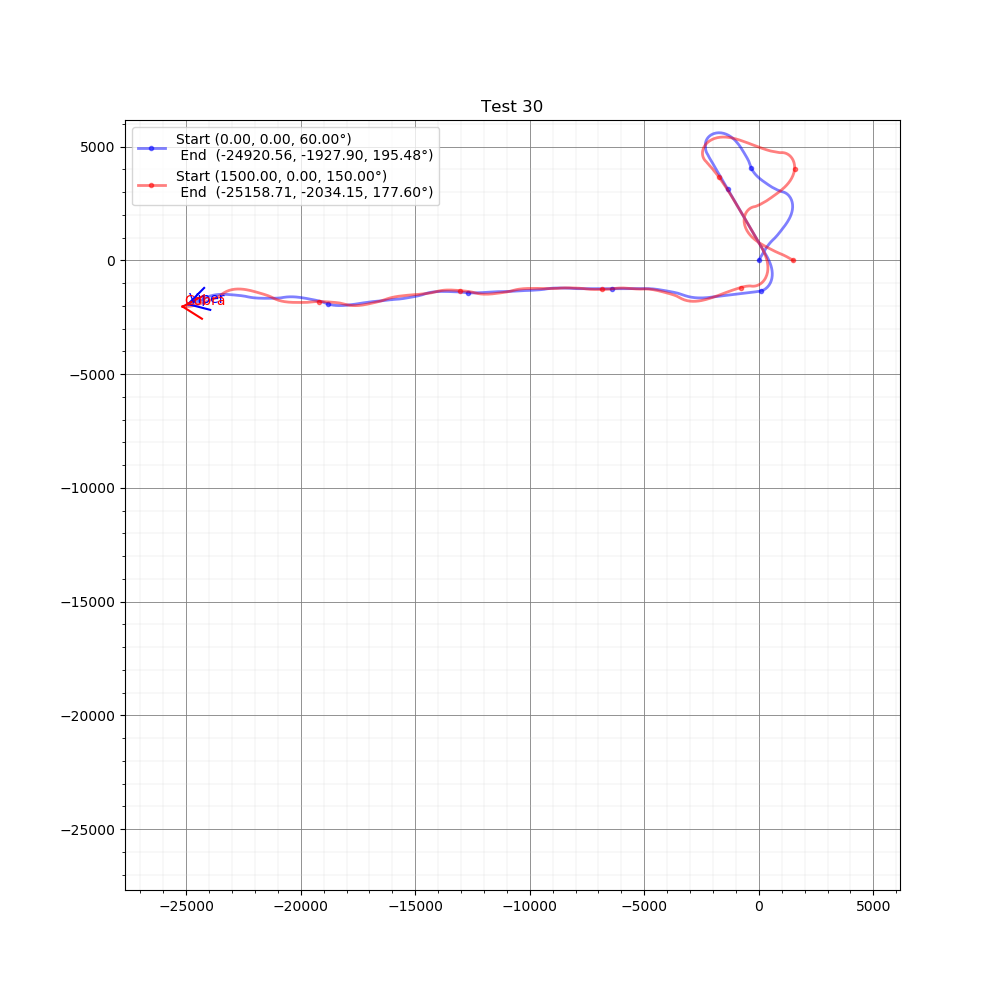 Test 30
Start (0.00, 0.00, 60.00°)
End  (-24920.56, -1927.90, 195.48°)
Start (1500.00, 0.00, 150.00°)
End  (-25158.71, -2034.15, 177.60°)
5000
0
−5000
−10000
−15000
−20000
−25000
−25000 −20000 −15000 −10000 −5000 0 5000